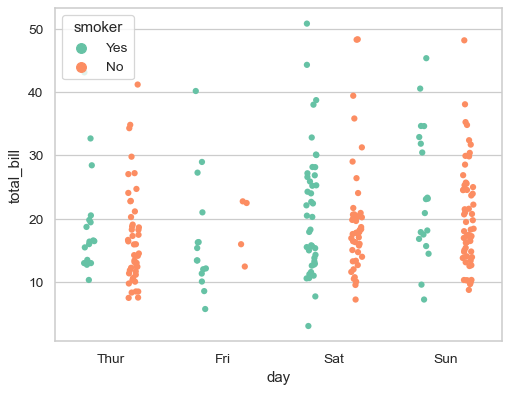 smoker
Yes
No
50
40
30
20
10
total_bill
Thur Fri Sat Sun
day